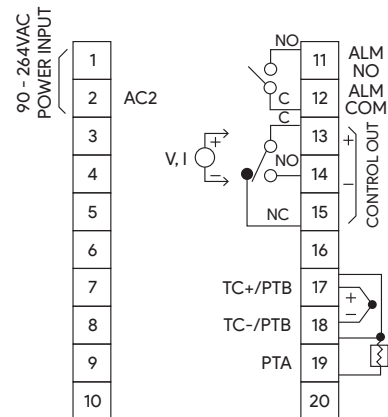 90 - 264VAC
POWER INPUT
1
2
AC2
3
4
5
6
7
8
9
10
NO
11
ALM
NO
C
12
ALM
COM
C
13
+
V, I
+
−
NO
14
−
CONTROL OUT
NC
15
16
TC+/PTB
17
+
−
TC-/PTB
18
PTA
19
20